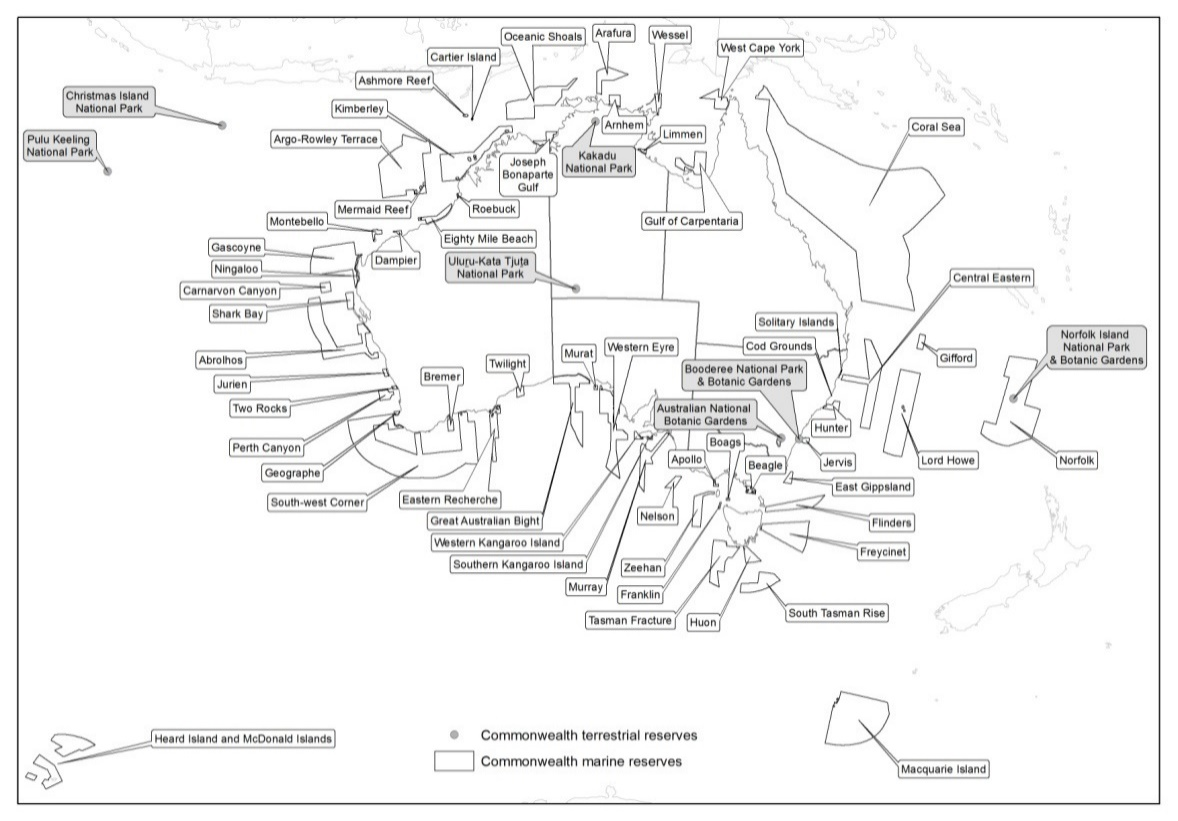 Oceanic Shoals
Arafura
Wessel
West Cape York
Cartier Island
Ashmore Reef
Christmas Island
National Park
Kimberley
Arnhem
Limmen
Coral Sea
Pulu Keeling
National Park
Argo-Rowley Terrace
Joseph
Bonaparte
Gulf
Kakadu
National Park
Mermaid Reef
Roebuck
Montebello
Gulf of Carpentaria
Eighty Mile Beach
Gascoyne
Dampier
Uluṟu-Kata Tjuṯa
National Park
Ningaloo
Central Eastern
Carnarvon Canyon
Shark Bay
Solitary Islands
Norfolk Island
National Park
& Botanic Gardens
Cod Grounds
Western Eyre
Murat
Gifford
Abrolhos
Twilight
Booderee National Park
& Botanic Gardens
Jurien
Bremer
Two Rocks
Australian National
Botanic Gardens
Hunter
Perth Canyon
Boags
Apollo
Beagle
Jervis
Lord Howe
Norfolk
Geographe
East Gippsland
South-west Corner
Eastern Recherche
Nelson
Great Australian Bight
Flinders
Western Kangaroo Island
Freycinet
Southern Kangaroo Island
Zeehan
Murray
Franklin
South Tasman Rise
Tasman Fracture
Huon
Heard Island and McDonald Islands
Commonwealth terrestrial reserves
Commonwealth marine reserves
Macquarie Island